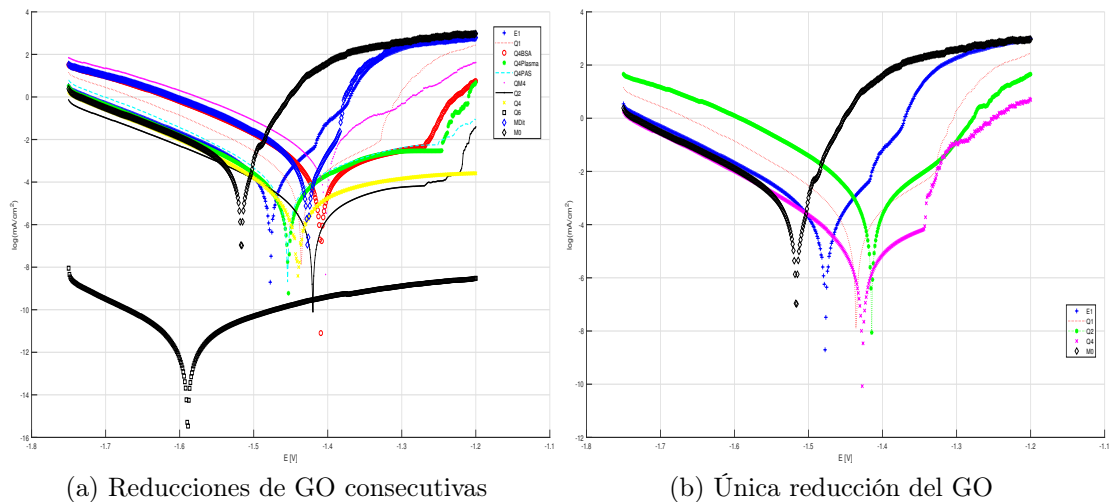 4
2
0
-2
-4
-6
-8
-10
-12
-14
-16
log(mA/cm²)
-1.8
-1.7
-1.6
-1.5
-1.4
-1.3
-1.2
-1.1
E [V]
E1
Q1
Q4BSA
Q4Plasma
Q4PAS
QM4
Q2
Q4
Q6
MDlt
M0
(a) Reducciones de GO consecutivas
4
2
0
-2
-4
-6
-8
-10
-12
log(mA/cm²)
-1.8
-1.7
-1.6
-1.5
-1.4
-1.3
-1.2
-1.1
E [V]
E1
Q1
Q2
Q4
M0
(b) Única reducción del GO